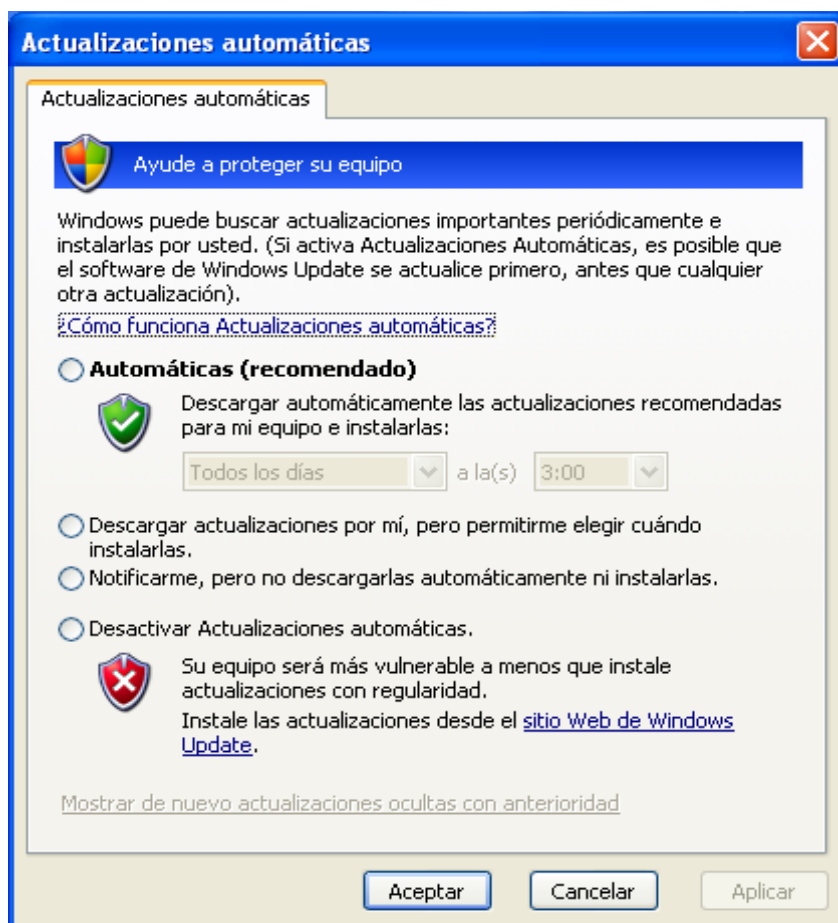 Actualizaciones automáticas
Actualizaciones automáticas
Ayude a proteger su equipo
Windows puede buscar actualizaciones importantes periódicamente e
instalarlas por usted. (Si activa Actualizaciones Automáticas, es posible que
el software de Windows Update se actualice primero, antes que cualquier
otra actualización).
¿Cómo funciona Actualizaciones automáticas?
Automáticas (recomendado)
Descargar automáticamente las actualizaciones recomendadas
para mi equipo e instalarlas:
Todos los días a la(s) 3:00
Descargar actualizaciones por mí, pero permitirme elegir cuándo
instalarlas.
Notificarme, pero no descargarlas automáticamente ni instalarlas.
Desactivar Actualizaciones automáticas.
Su equipo será más vulnerable a menos que instale
actualizaciones con regularidad.
Instale las actualizaciones desde el sitio Web de Windows
Update.
Mostrar de nuevo actualizaciones ocultas con anterioridad
Aceptar Cancelar Aplicar